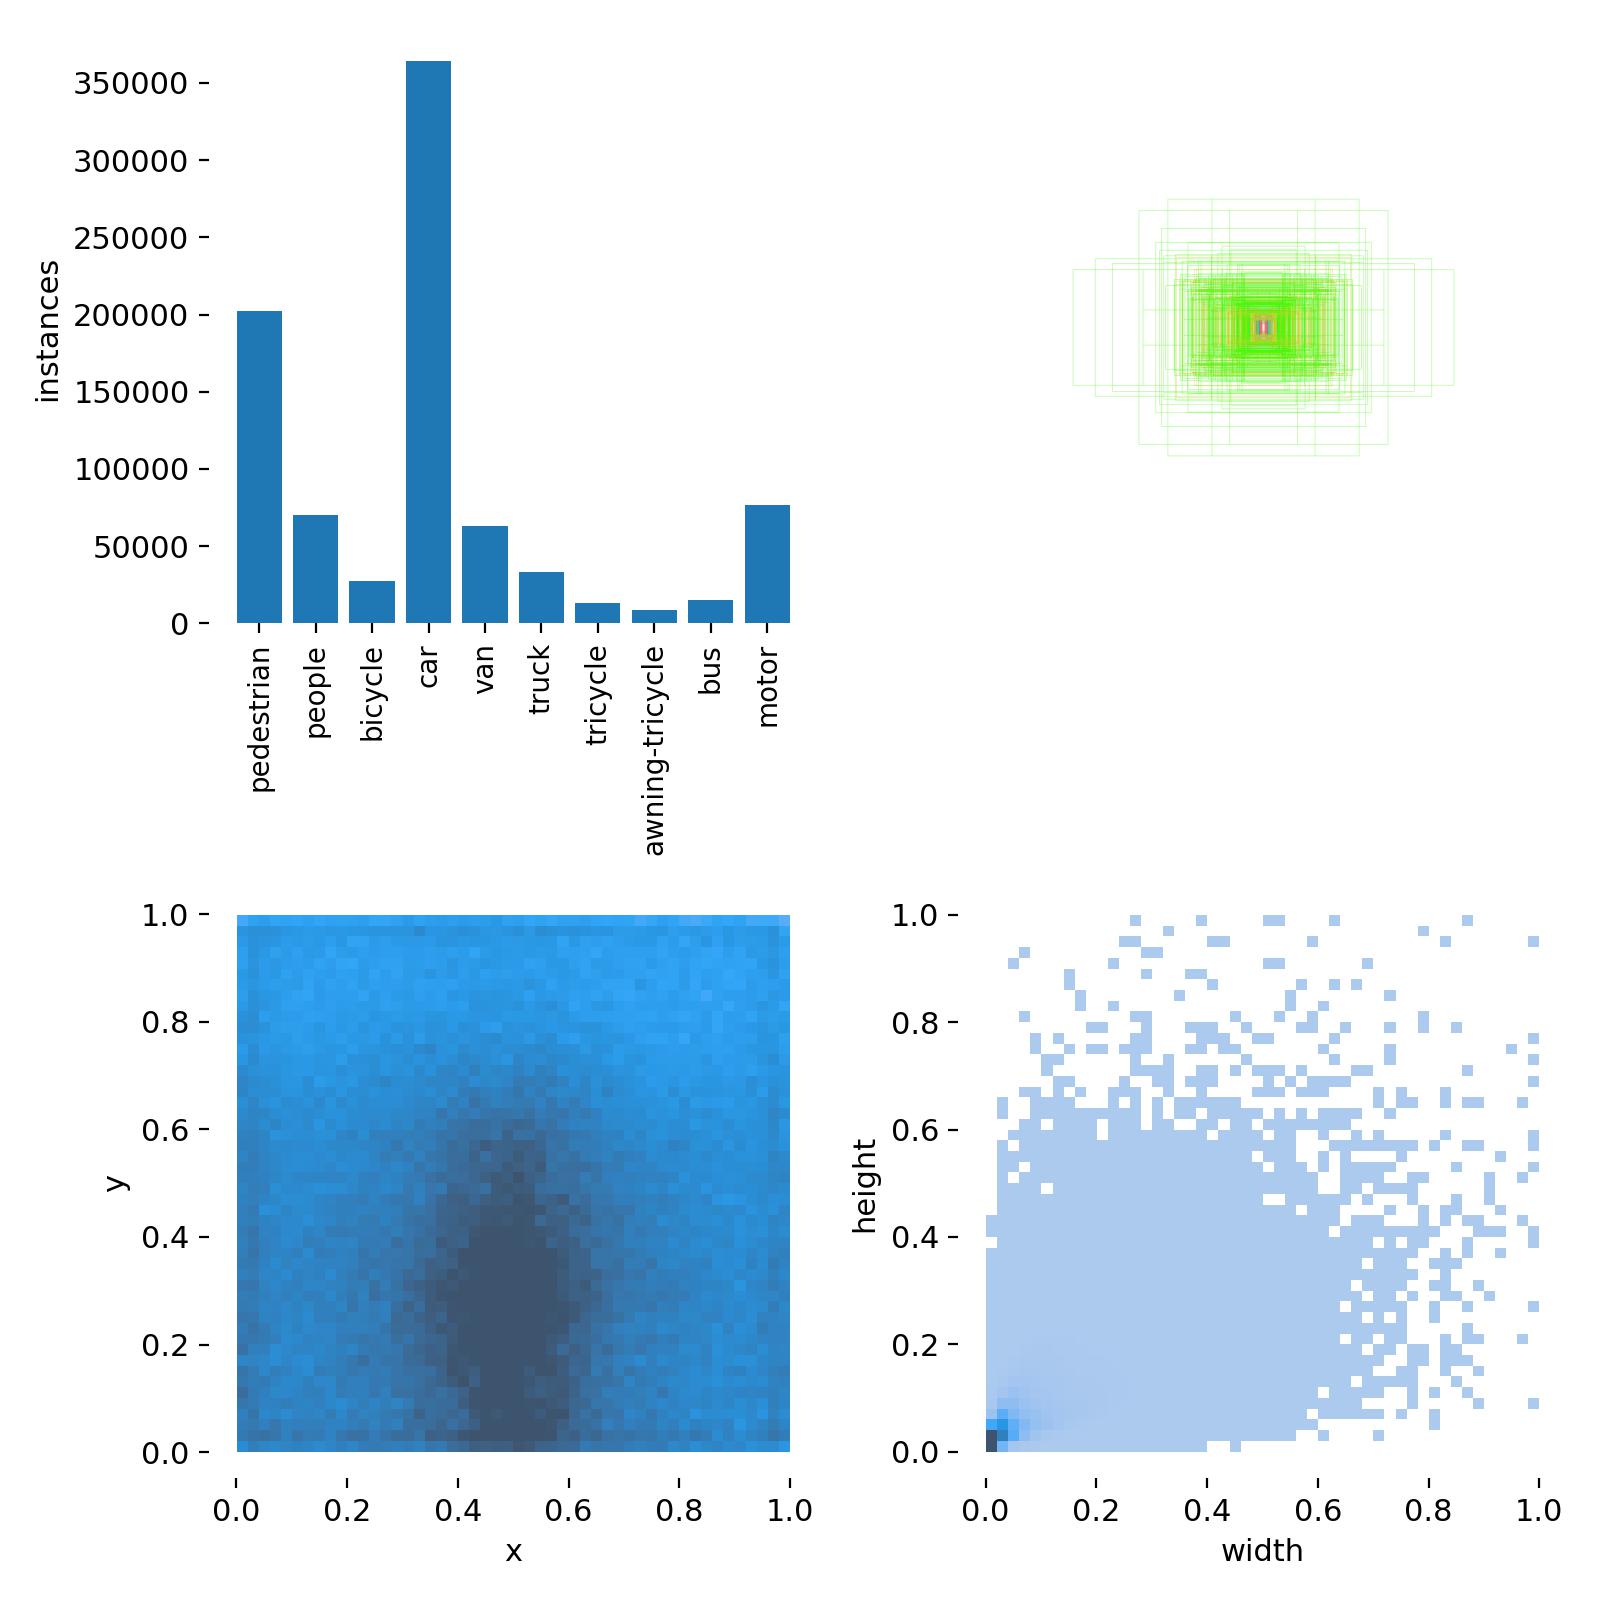 350000
300000
250000
200000
150000
100000
50000
0
instances
pedestrian
people
bicycle
car
van
truck
tricycle
awning-tricycle
bus
motor
1.0
0.8
0.6
0.4
0.2
0.0
y
0.0 0.2 0.4 0.6 0.8 1.0
x
1.0
0.8
0.6
0.4
0.2
0.0
height
0.0 0.2 0.4 0.6 0.8 1.0
width